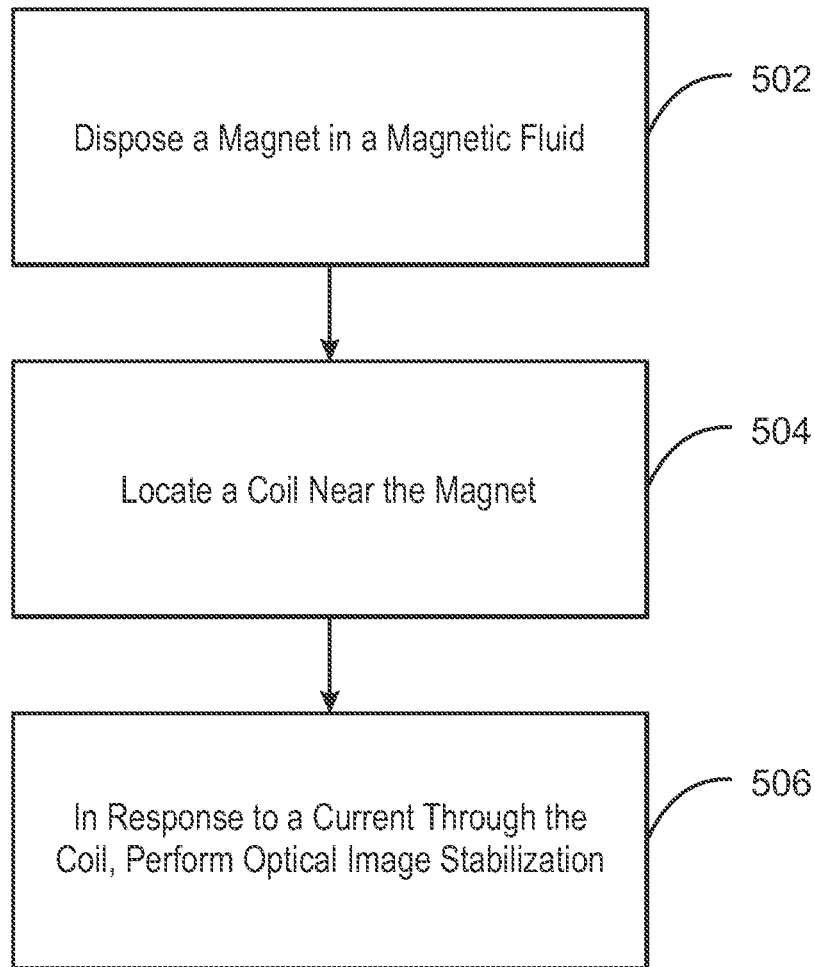 502
Dispose a Magnet in a Magnetic Fluid
504
Locate a Coil Near the Magnet
506
In Response to a Current Through the
Coil, Perform Optical Image Stabilization